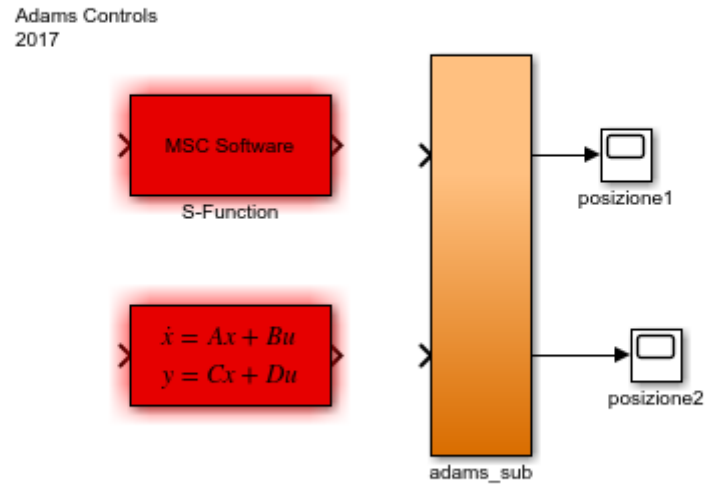 Adams Controls
2017
MSC Software
S-Function
posizione1
ẋ = Ax + Bu
y = Cx + Du
posizione2
adams_sub